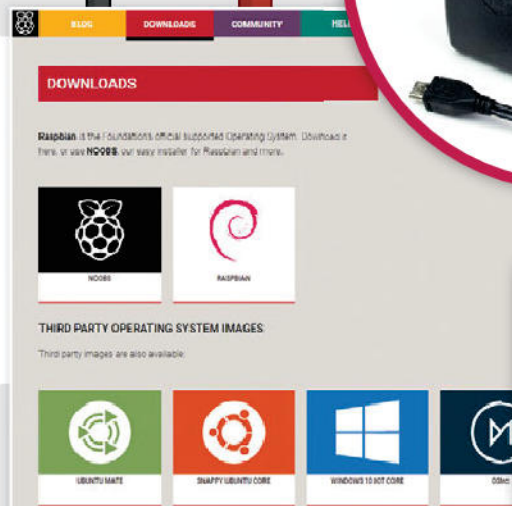 BLOG DOWNLOADS COMMUNITY HEL
DOWNLOADS
Raspbian is the Foundation's official supported Operating System. Download it
here, or use NOOBS, our easy installer for Raspbian and more.
NOOBS RASPBIAN
THIRD PARTY OPERATING SYSTEM IMAGES
Third party images are also available:
UBUNTU MATE SNAPPY UBUNTU CORE WINDOWS 10 IOT CORE OSMC